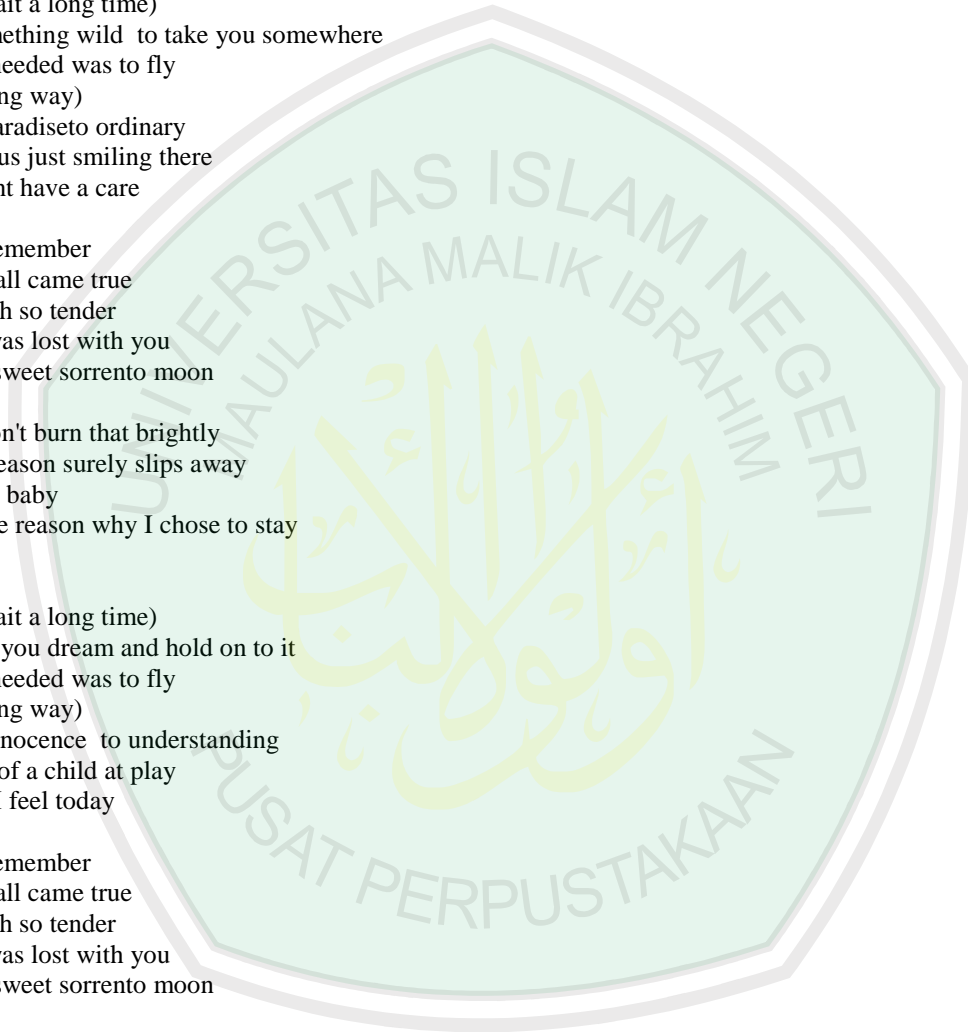 ait a long time)
nething wild to take you somewhere
needed was to fly
ng way)
aradiseto ordinary
us just smiling there
nt have a care
emember
all came true
h so tender
vas lost with you
sweet sorrento moon
on't burn that brightly
eason surely slips away
baby
e reason why I chose to stay
ait a long time)
you dream and hold on to it
needed was to fly
ng way)
nocence to understanding
of a child at play
I feel today
emember
all came true
h so tender
vas lost with you
sweet sorrento moon
UNIVERSITAS ISLAM NEGERI
MAULANA MALIK IBRAHIM
PUSAT PERPUSTAKAAN